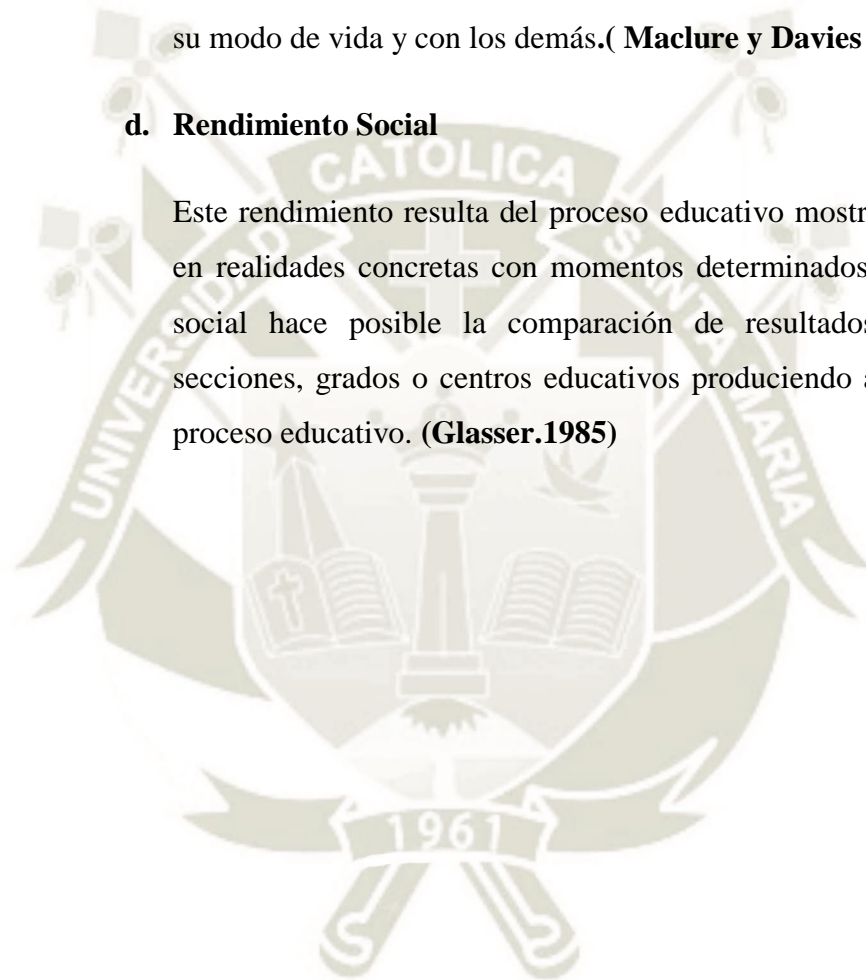 su modo de vida y con los demás.( Maclure y Davies
d. Rendimiento Social
Este rendimiento resulta del proceso educativo mostr
en realidades concretas con momentos determinados
social hace posible la comparación de resultados
secciones, grados o centros educativos produciendo a
proceso educativo. (Glasser.1985)
UNIVERSIDAD CATOLICA SANTA MARIA
1961